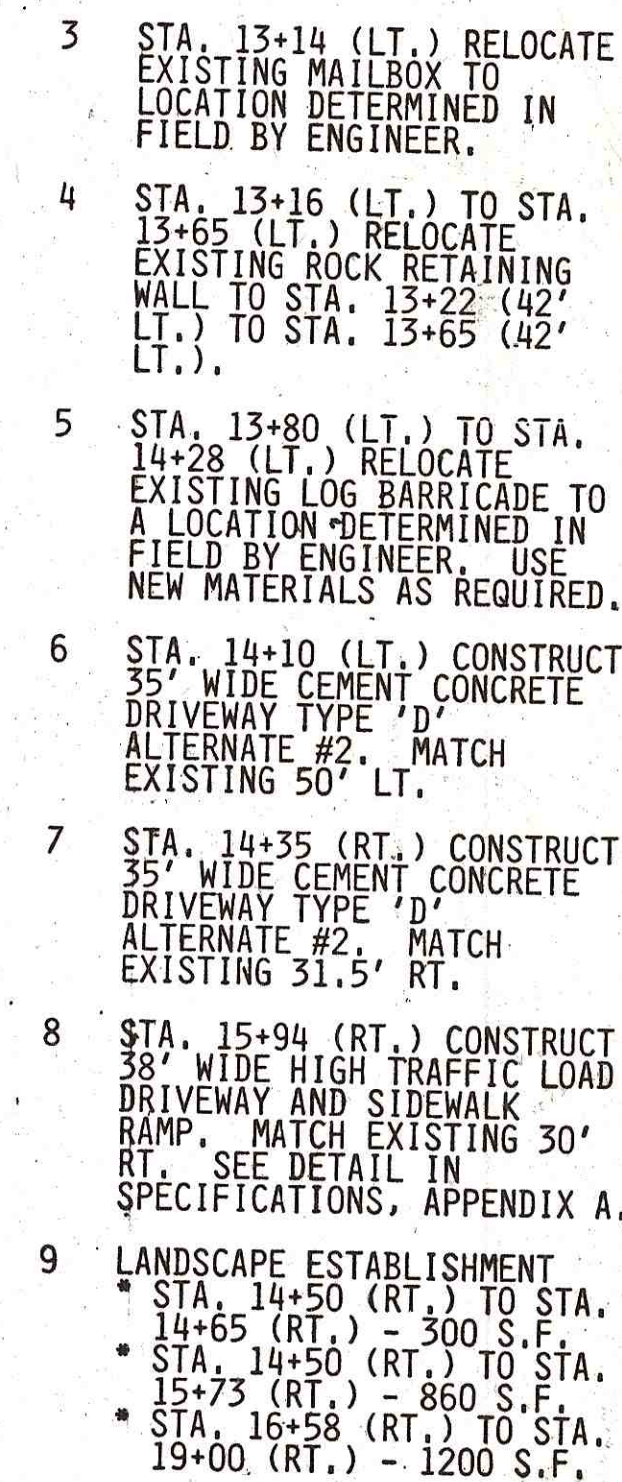 3 STA. 13+14 (LT.) RELOCATE
EXISTING MAILBOX TO
LOCATION DETERMINED IN
FIELD BY ENGINEER.
4 STA. 13+16 (LT.) TO STA.
13+65 (LT.) RELOCATE
EXISTING ROCK RETAINING
WALL TO STA. 13+22 (42'
LT.) TO STA. 13+65 (42'
LT.).
5 STA. 13+80 (LT.) TO STA.
14+28 (LT.) RELOCATE
EXISTING LOG BARRICADE TO
A LOCATION DETERMINED IN
FIELD BY ENGINEER. USE
NEW MATERIALS AS REQUIRED.
6 STA. 14+10 (LT.) CONSTRUCT
35' WIDE CEMENT CONCRETE
DRIVEWAY TYPE 'D'
ALTERNATE #2. MATCH
EXISTING 50' LT.
7 STA. 14+35 (RT.) CONSTRUCT
35' WIDE CEMENT CONCRETE
DRIVEWAY TYPE 'D'
ALTERNATE #2. MATCH
EXISTING 31.5' RT.
8 STA. 15+94 (RT.) CONSTRUCT
38' WIDE HIGH TRAFFIC LOAD
DRIVEWAY AND SIDEWALK
RAMP. MATCH EXISTING 30'
RT. SEE DETAIL IN
SPECIFICATIONS, APPENDIX A.
9 LANDSCAPE ESTABLISHMENT
* STA. 14+50 (RT.) TO STA.
14+65 (RT.) - 300 S.F.
* STA. 14+50 (RT.) TO STA.
15+73 (RT.) - 860 S.F.
* STA. 16+58 (RT.) TO STA.
19+00 (RT.) - 1200 S.F.